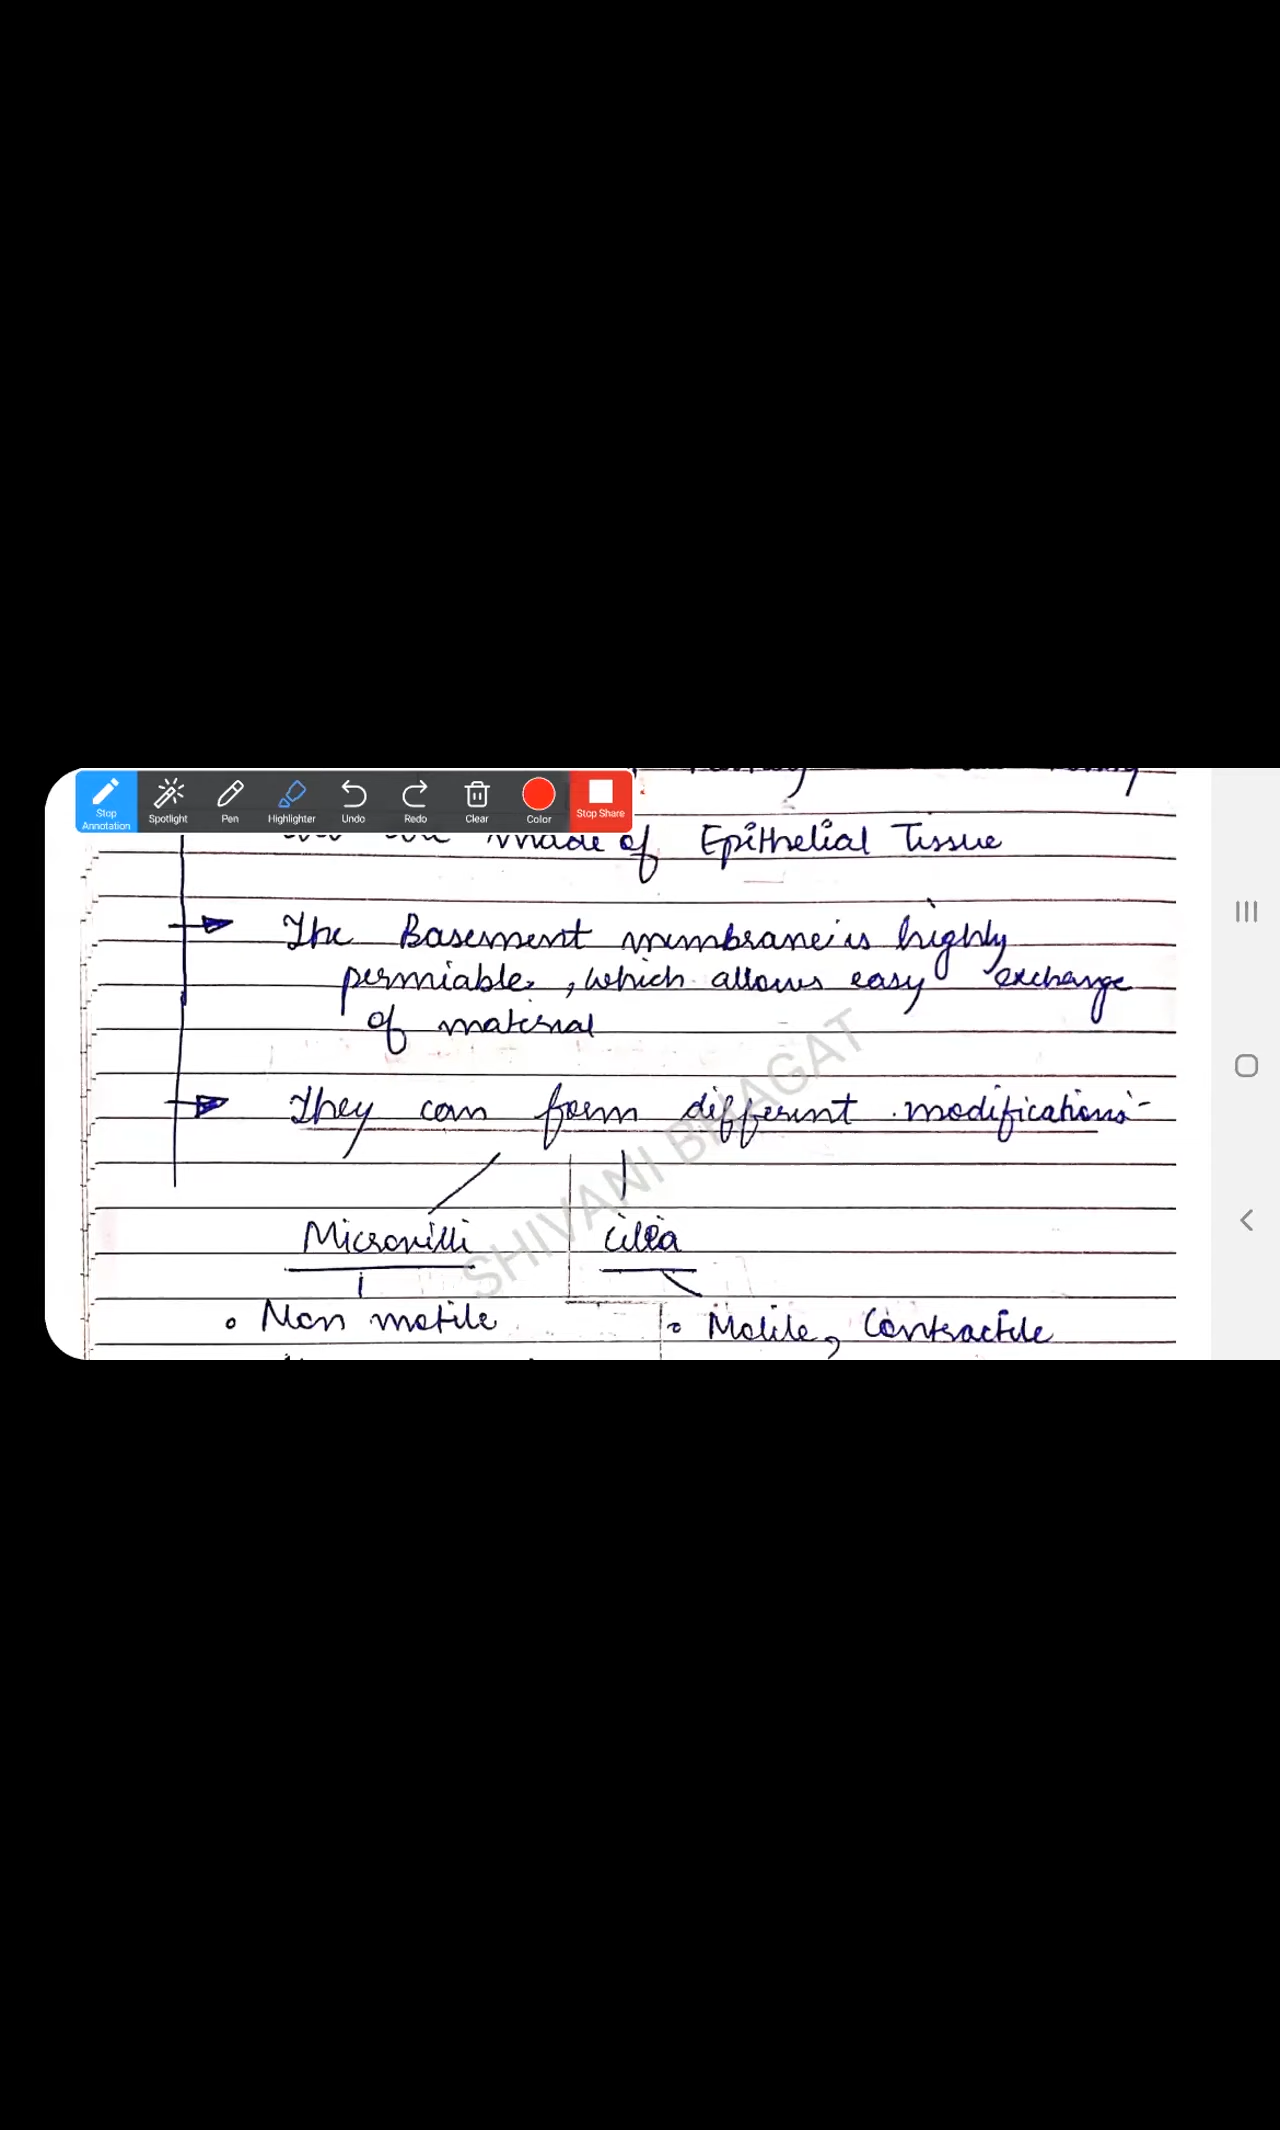 Stop Annotation Spotlight Pen Highlighter Undo Redo Clear Color Stop Share
made of Epithelial Tissue
The Basement membrane is highly
permiable, which allows easy exchange
of material
They can form different modifications-
Microvilli Cilia
Non motile Motile, Contractile
SHIVANI BHAGAT